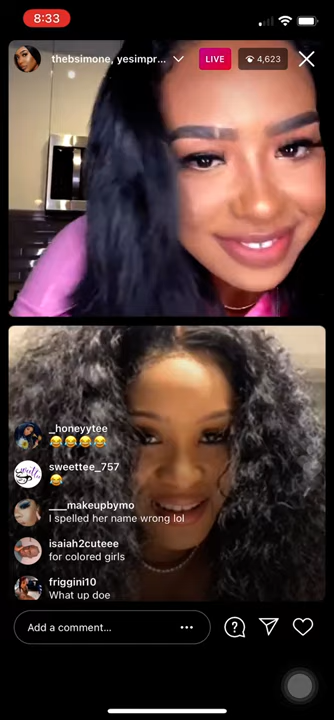 8:33
thebsimone, yesimpr...
LIVE
4,623
_honeyytee
😂😂😂😂
sweettee_757
😂
___makeupbymo
I spelled her name wrong lol
isaiah2cuteee
for colored girls
friggini10
What up doe
Add a comment...